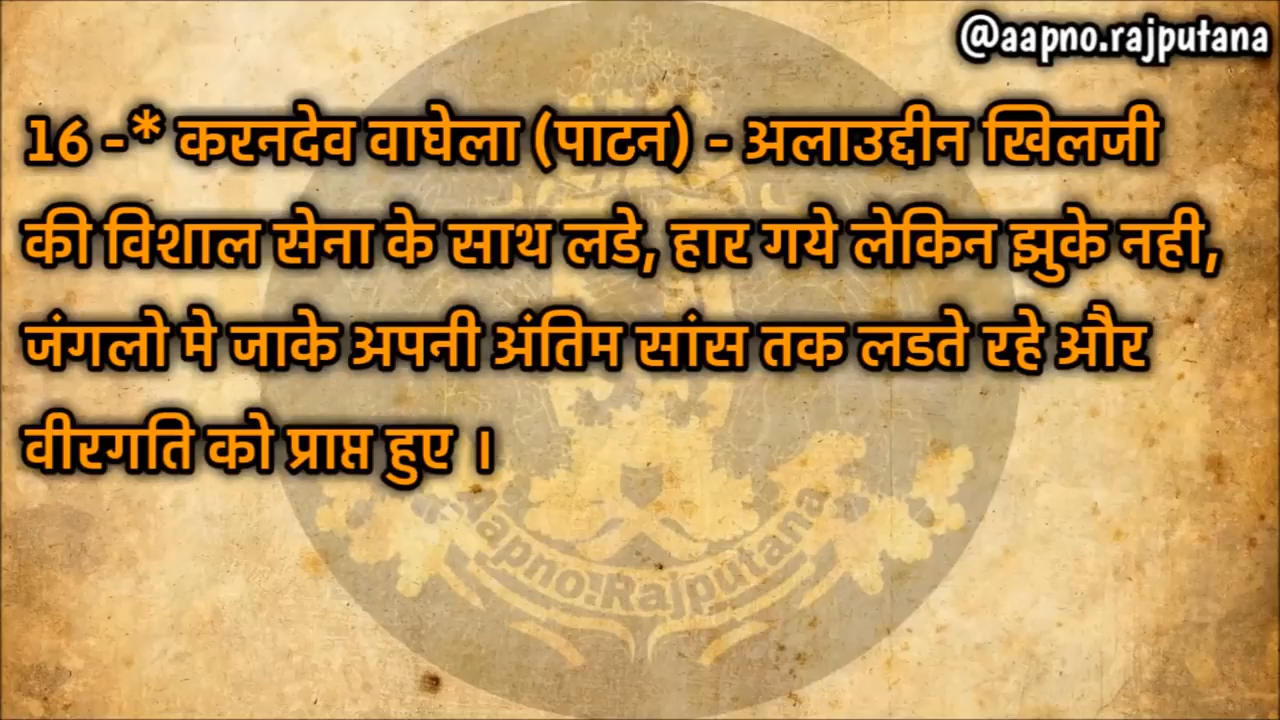 @aapno.rajputana
16 -* करनदेव वाघेला (पाटन) - अलाउद्दीन खिलजी
की विशाल सेना के साथ लडे, हार गये लेकिन झुके नही,
जंगलो मे जाके अपनी अंतिम सांस तक लडते रहे और
वीरगति को प्राप्त हुए ।
Aapno.Rajputana